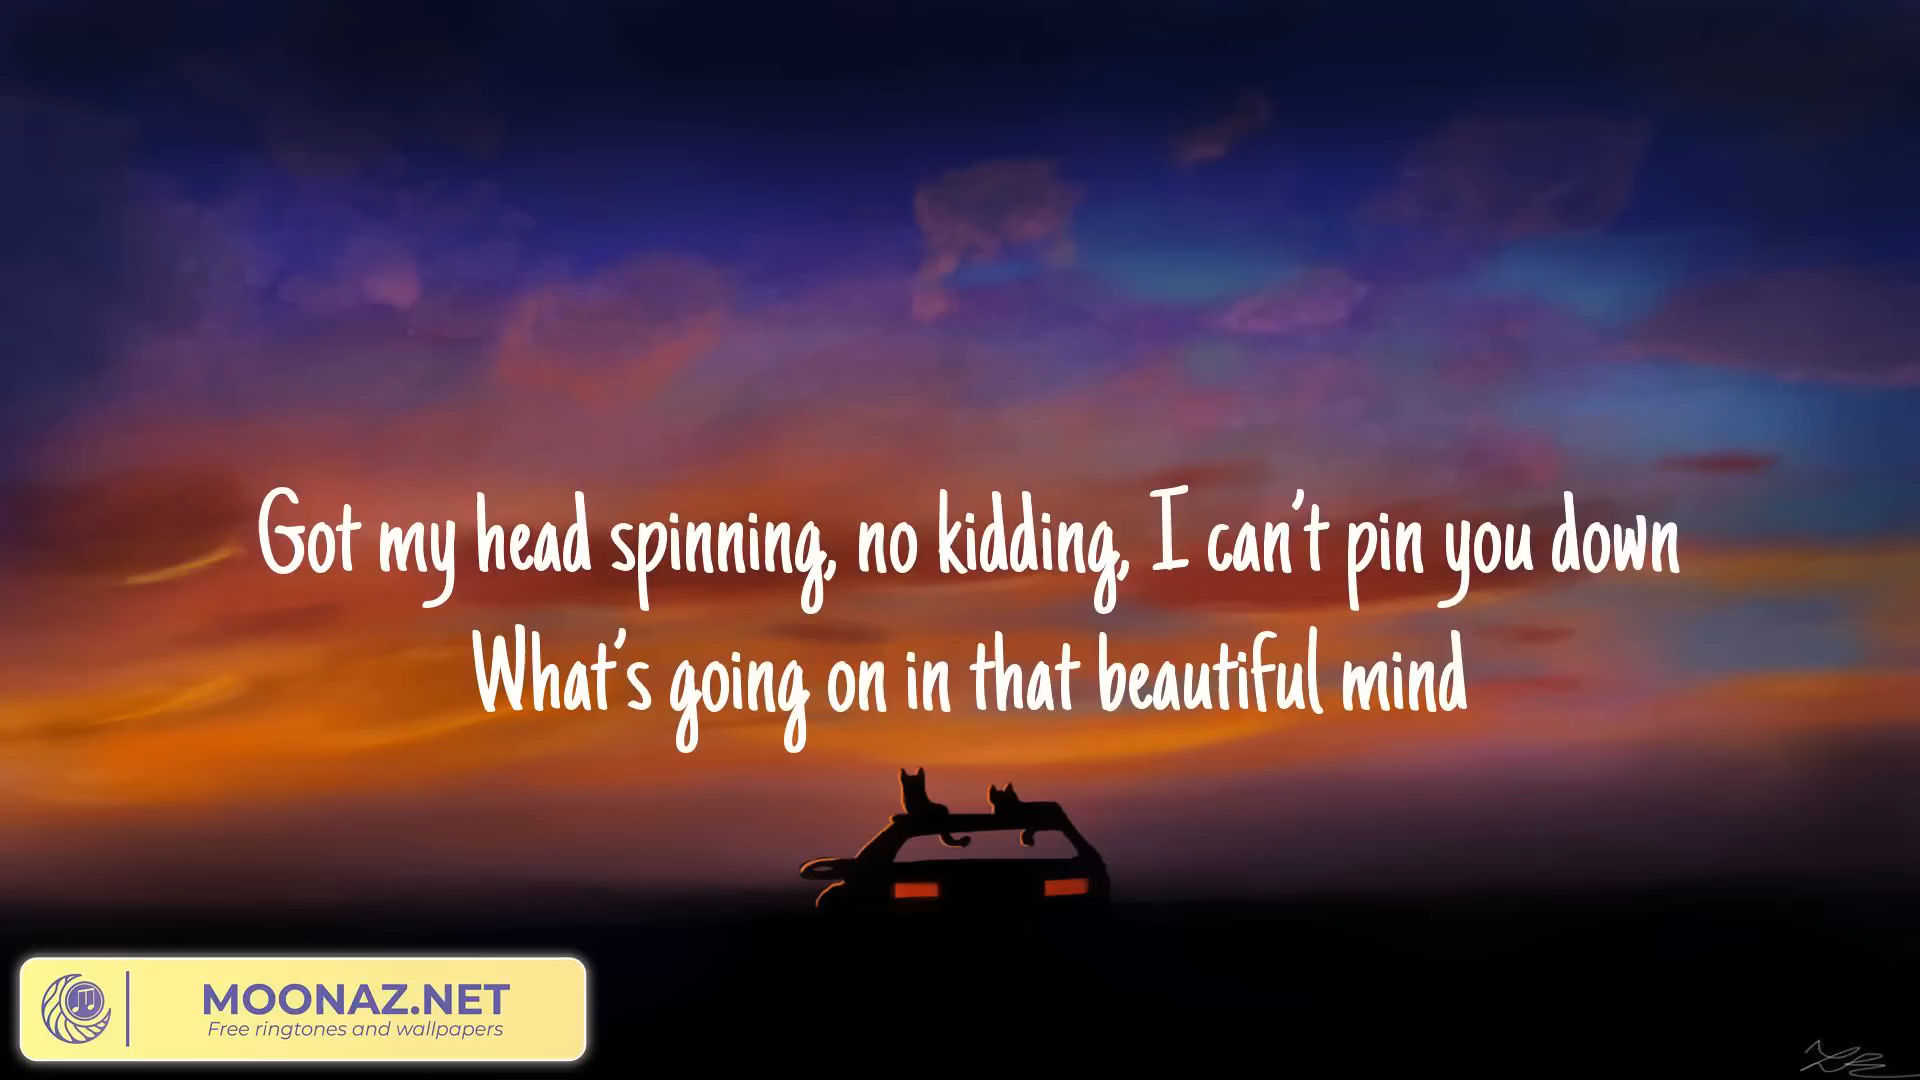 Got my head spinning, no kidding, I can't pin you down
What's going on in that beautiful mind
MOONAZ.NET
Free ringtones and wallpapers